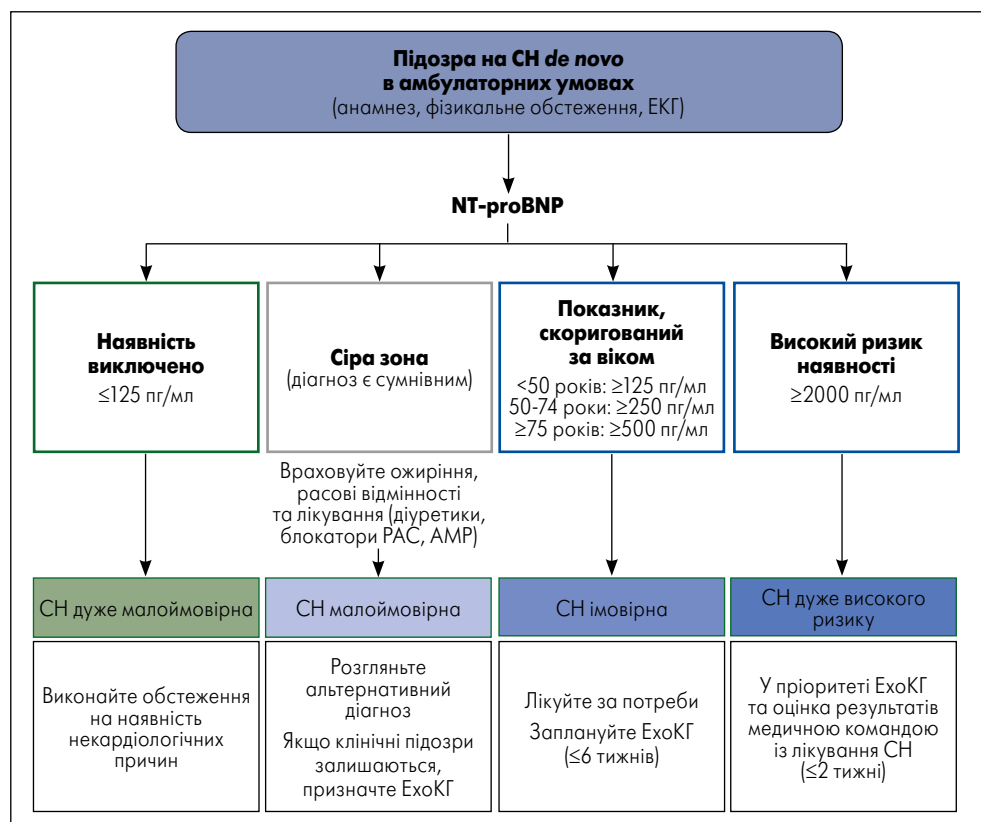 Підозра на СН de novo
в амбулаторних умовах
(анамнез, фізикальне обстеження, ЕКГ)
NT-proBNP
Наявність
виключено
≤125 пг/мл
Сіра зона
(діагноз є сумнівним)
Показник,
скоригований
за віком
<50 років: ≥125 пг/мл
50-74 роки: ≥250 пг/мл
≥75 років: ≥500 пг/мл
Високий ризик
наявності
≥2000 пг/мл
Враховуйте ожиріння,
расові відмінності
та лікування (діуретики,
блокатори РАС, АМР)
СН дуже малоймовірна
СН малоймовірна
СН імовірна
СН дуже високого
ризику
Виконайте обстеження
на наявність
некардіологічних
причин
Розгляньте
альтернативний
діагноз
Якщо клінічні підозри
залишаються,
призначте ЕхоКГ
Лікуйте за потреби
Заплануйте ЕхоКГ
(≤6 тижнів)
У пріоритеті ЕхоКГ
та оцінка результатів
медичною командою
із лікування СН
(≤2 тижні)